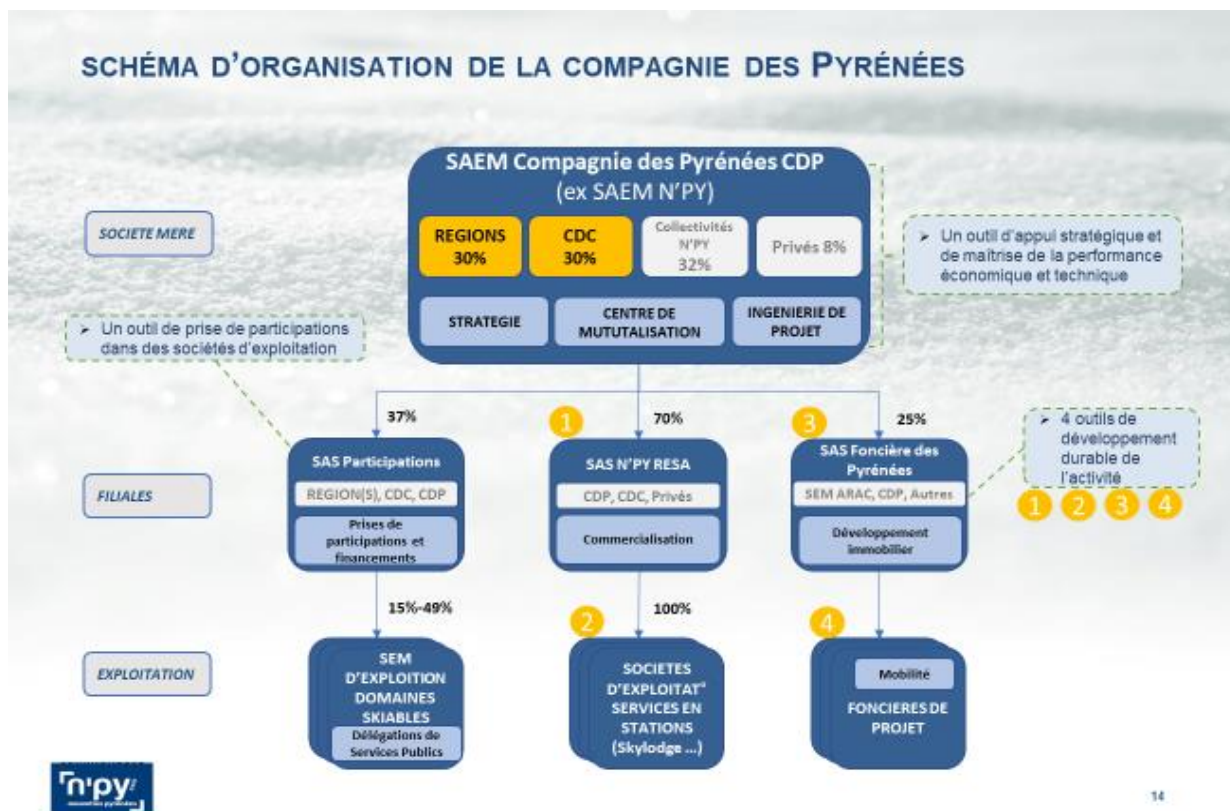 SCHÉMA D'ORGANISATION DE LA COMPAGNIE DES PYRÉNÉES
SAEM Compagnie des Pyrénées CDP
(ex SAEM N'PY)
SOCIETE MERE
REGIONS
30%
CDC
30%
Collectivités
N'PY
32%
Privés 8%
STRATEGIE
CENTRE DE
MUTUTALISATION
INGENIERIE DE
PROJET
➢ Un outil d'appui stratégique et
de maîtrise de la performance
économique et technique
➢ Un outil de prise de participations
dans des sociétés d'exploitation
37%
1
70%
3
25%
➢ 4 outils de
développement
durable de
l'activité
1 2 3 4
FILIALES
SAS Participations
REGION(S), CDC, CDP
Prises de
participations et
financements
SAS N'PY RESA
CDP, CDC, Privés
Commercialisation
SAS Foncière des
Pyrénées
SEM ARAC, CDP, Autres
Développement
immobilier
15%-49%
2
100%
4
EXPLOITATION
SEM
D'EXPLOITION
DOMAINES
SKIABLES
Délégations de
Services Publics
SOCIETES
D'EXPLOITAT°
SERVICES EN
STATIONS
(Skylodge ...)
Mobilité
FONCIERES DE
PROJET
n'py
14